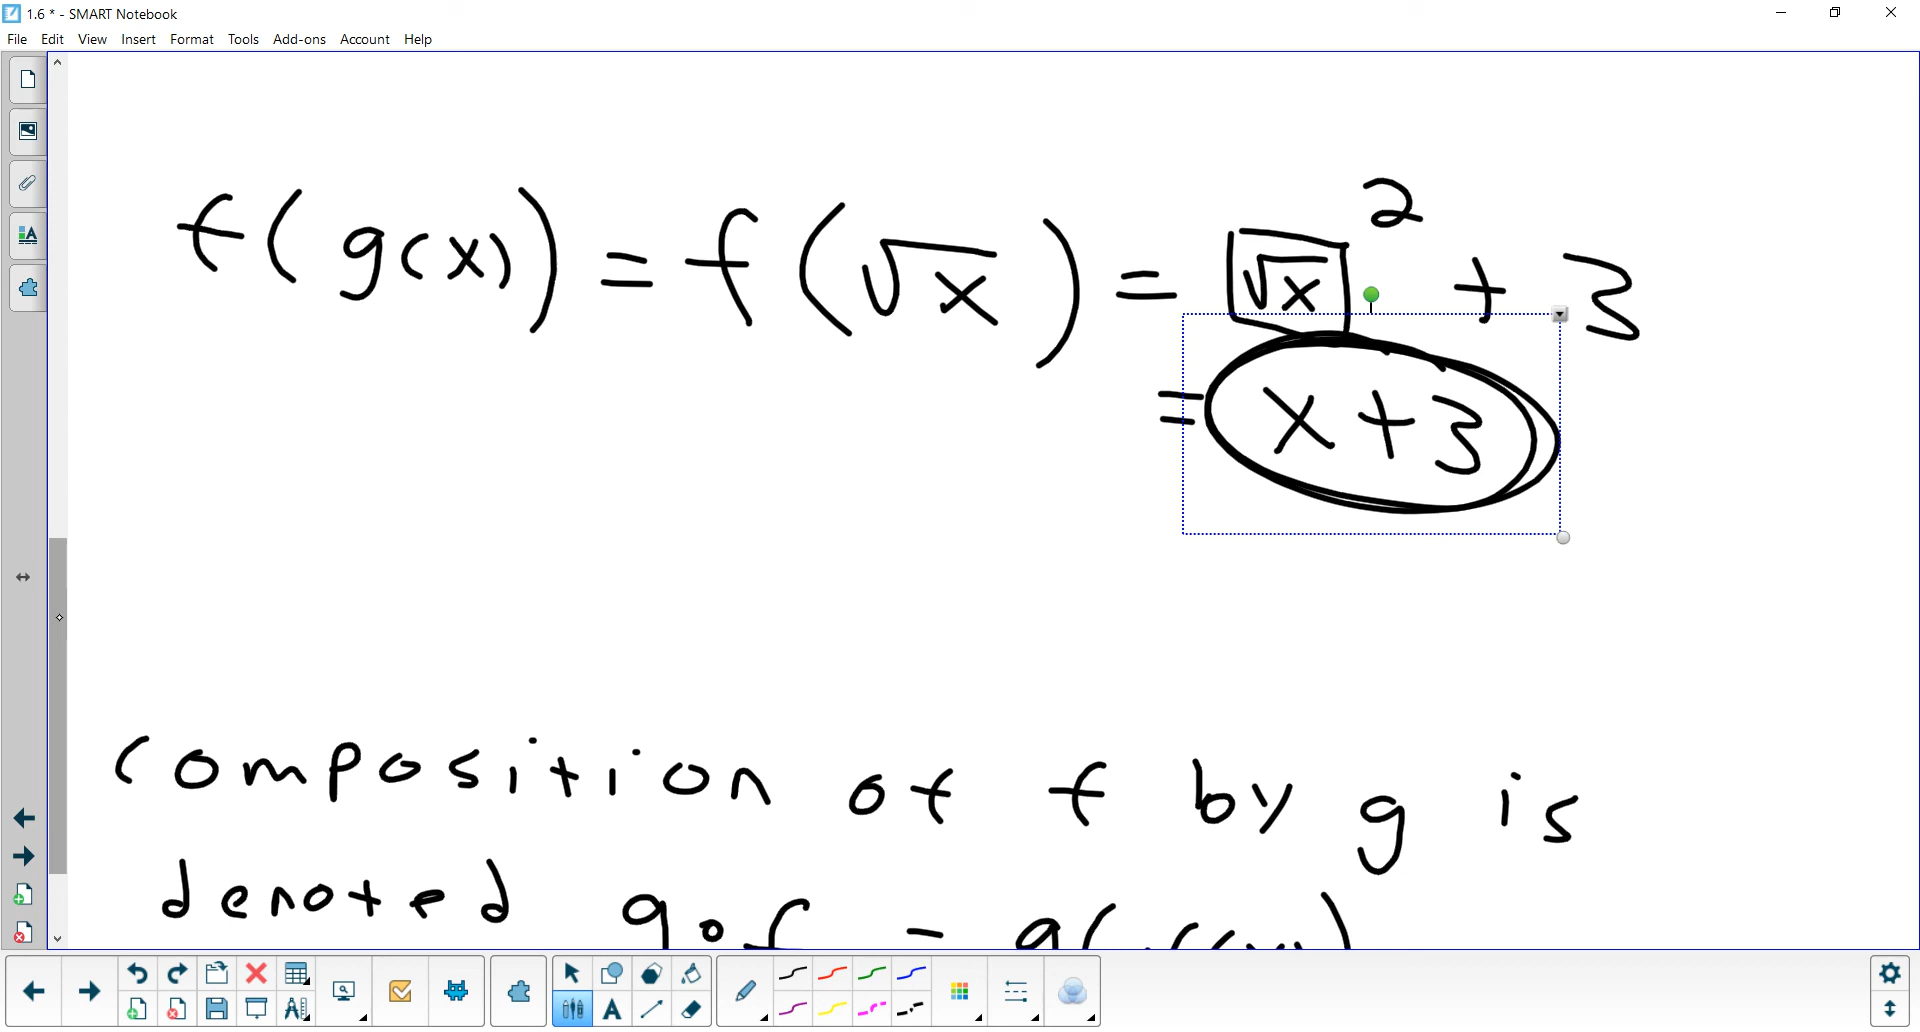 1.6 * - SMART Notebook
File Edit View Insert Format Tools Add-ons Account Help
f(g(x)) = f(√x) = √x² + 3
= x + 3
composition of f by g is
denoted g∘f = g(f(x))